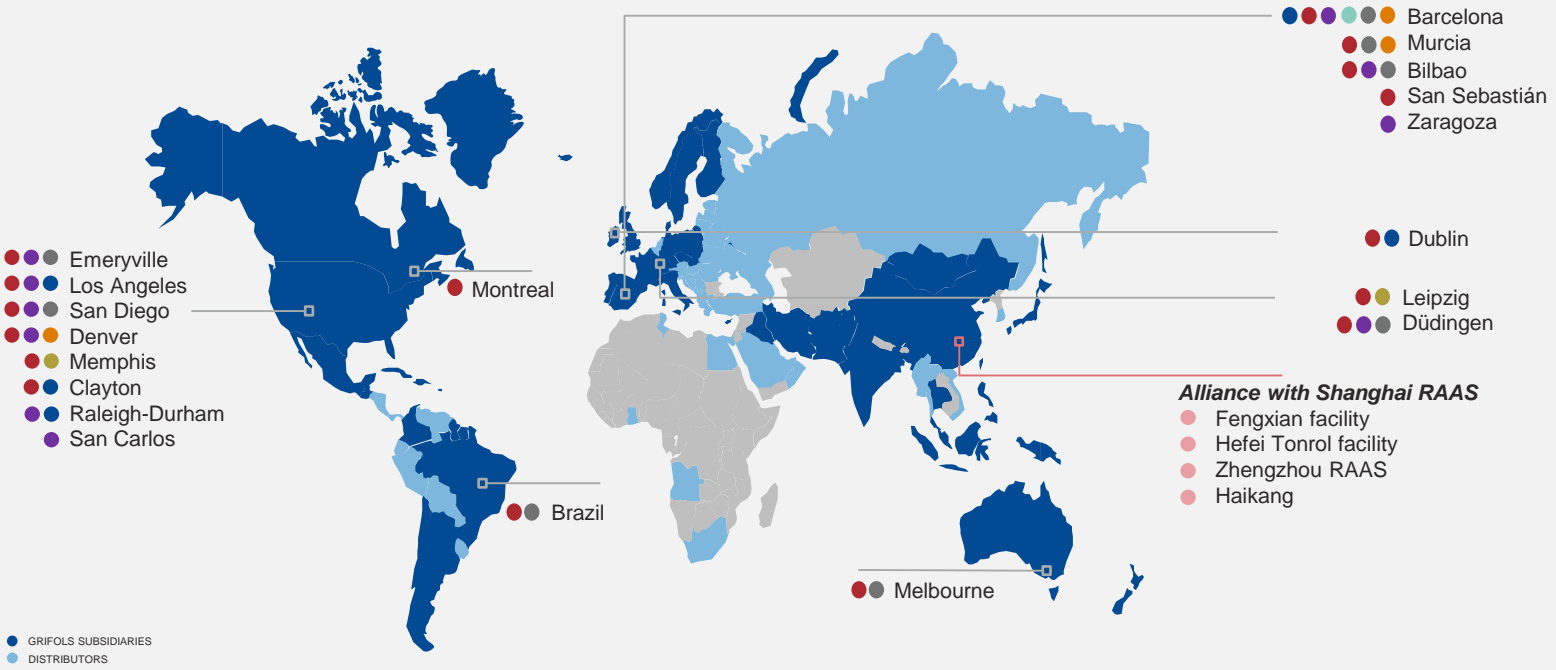 Barcelona
Murcia
Bilbao
San Sebastián
Zaragoza
Dublin
Leipzig
Düdingen
Emeryville
Los Angeles
San Diego
Denver
Memphis
Clayton
Raleigh-Durham
San Carlos
Montreal
Brazil
Alliance with Shanghai RAAS
Fengxian facility
Hefei Tonrol facility
Zhengzhou RAAS
Haikang
Melbourne
GRIFOLS SUBSIDIARIES
DISTRIBUTORS